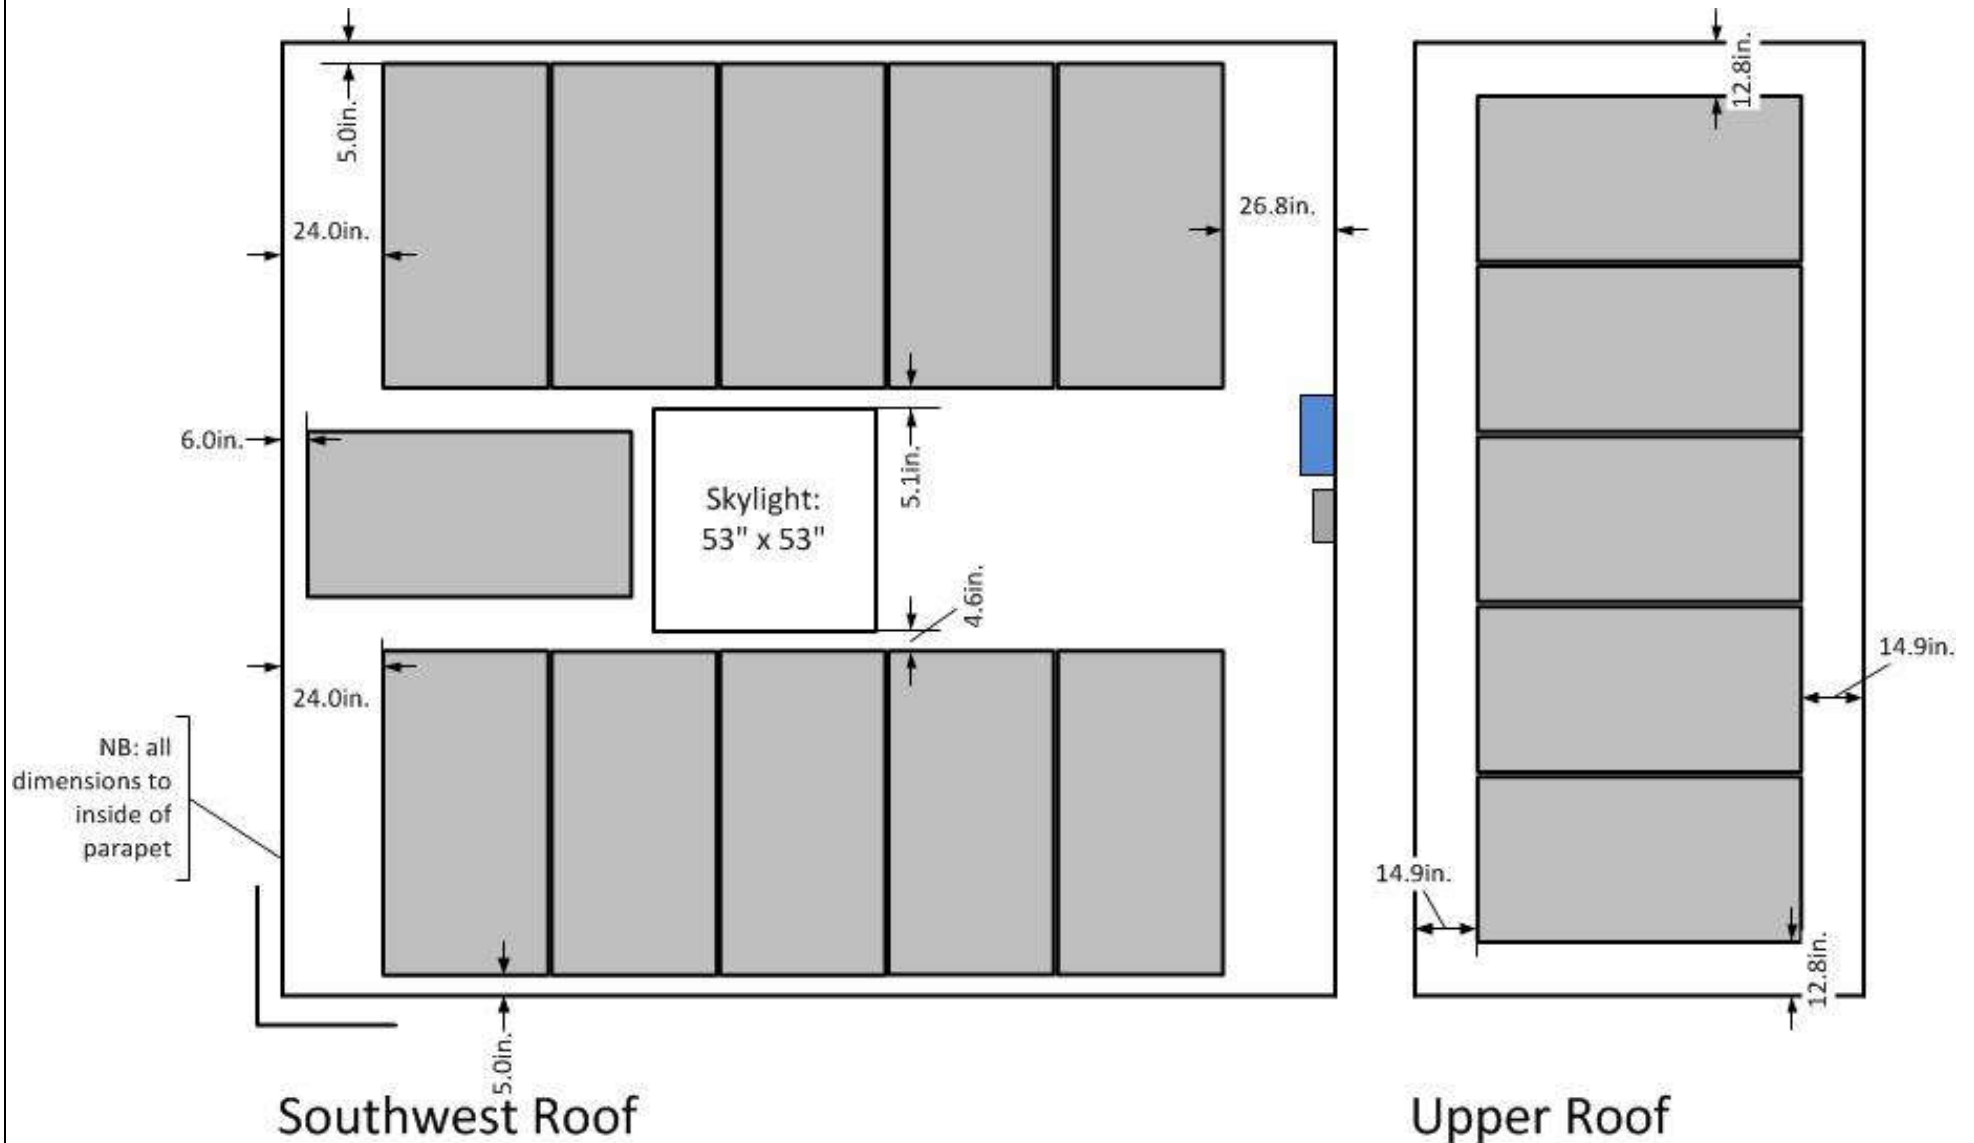 5.0in.
12.8in.
24.0in.
26.8in.
6.0in.
5.1in.
Skylight:
53" x 53"
4.6in.
24.0in.
14.9in.
NB: all
dimensions to
inside of
parapet
14.9in.
12.8in.
5.0in.
Southwest Roof
Upper Roof